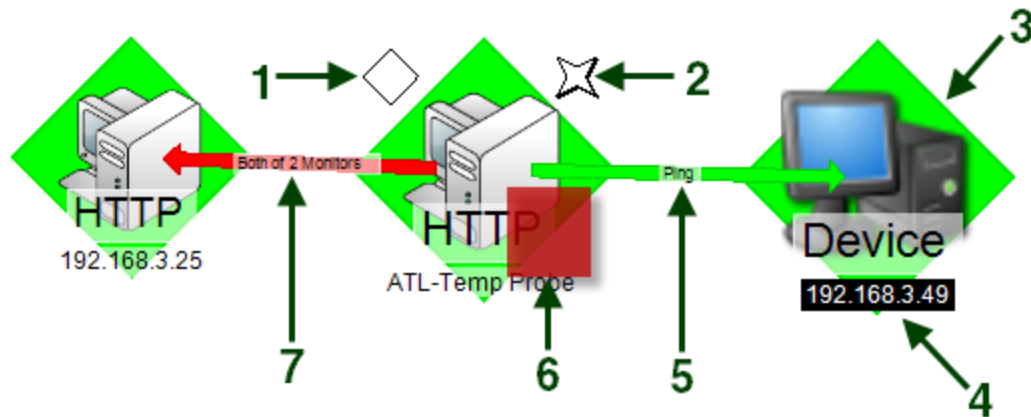 3
1
2
Both of 2 Monitors
Ping
HTTP
HTTP
Device
192.168.3.25
ATL-Temp Probe
192.168.3.49
7
6
5
4